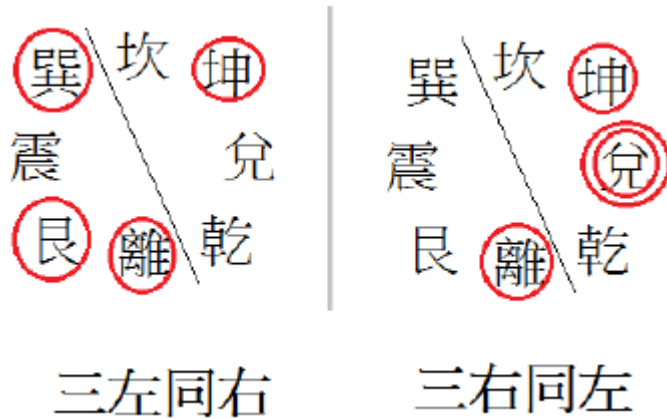 巽 坎 坤
震 兌
艮 離 乾
三左同右
巽 坎 坤
震 兌
艮 離 乾
三右同左